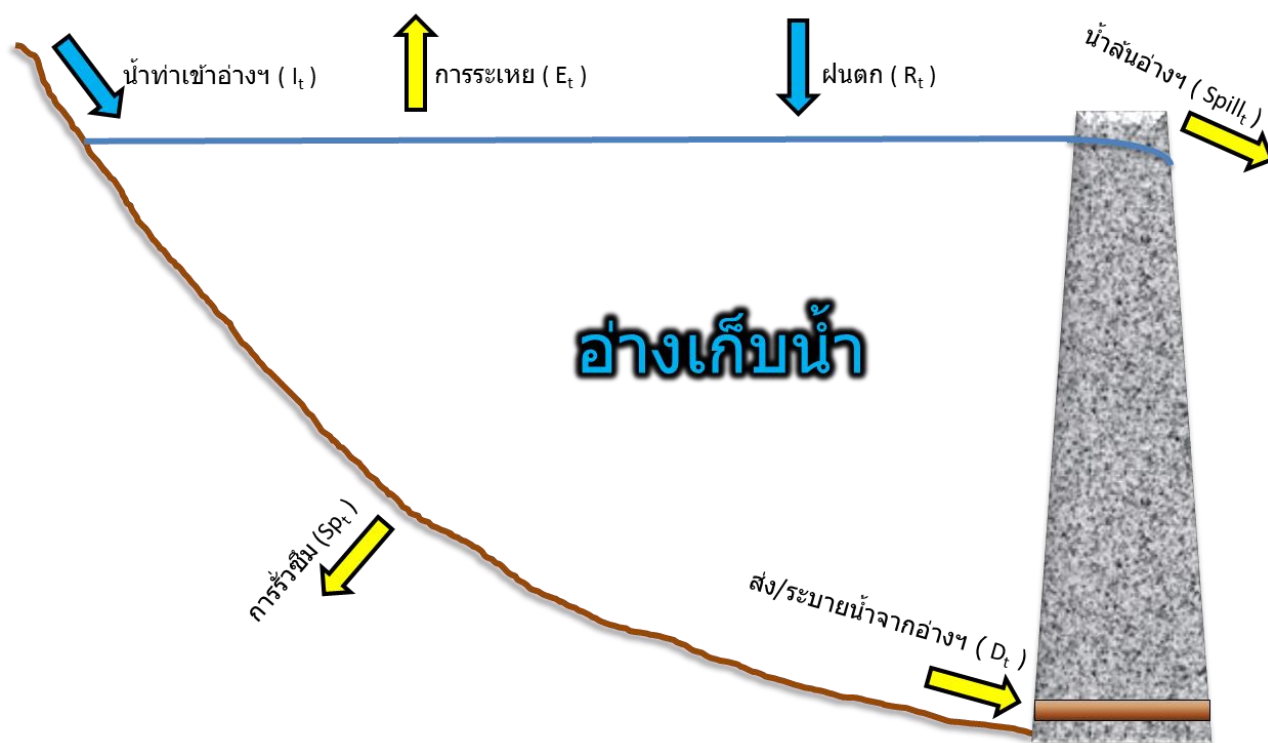 น้ำท่าเข้าอ่างฯ ( It )
การระเหย ( Et )
ฝนตก ( Rt )
น้ำล้นอ่างฯ ( Spillt )
อ่างเก็บน้ำ
การรั่วซึม (Spt )
ส่ง/ระบายน้ำจากอ่างฯ ( Dt )